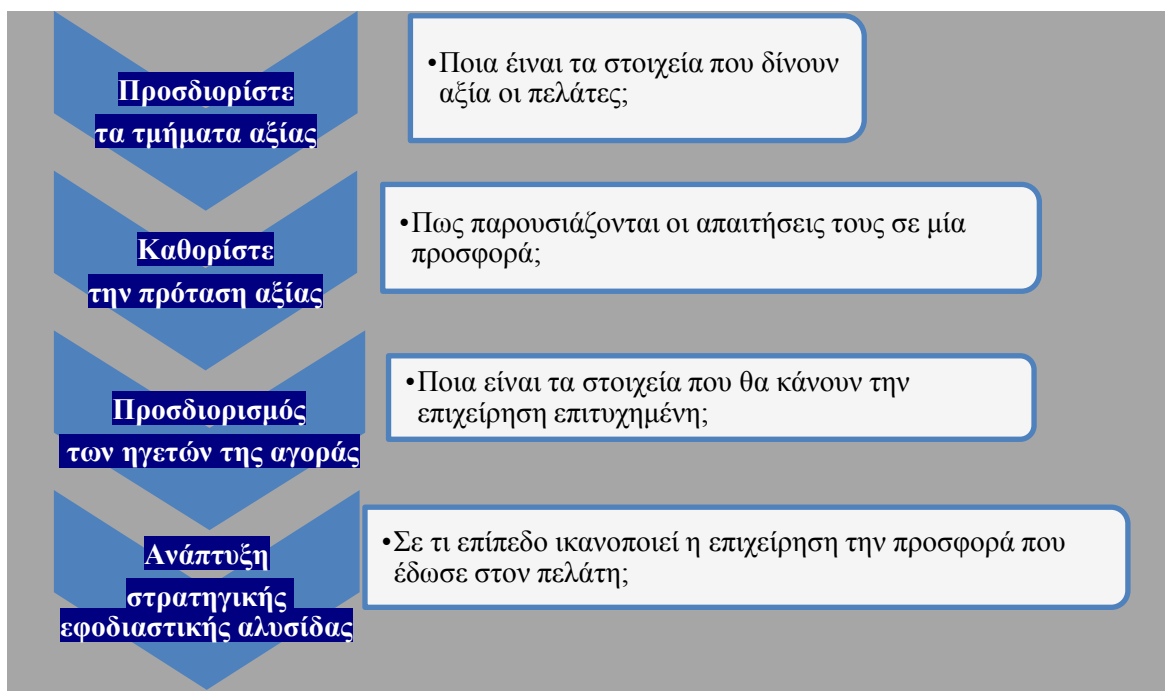 Προσδιορίστε
τα τμήματα αξίας
•Ποια έιναι τα στοιχεία που δίνουν
αξία οι πελάτες;
Καθορίστε
την πρόταση αξίας
•Πως παρουσιάζονται οι απαιτήσεις τους σε μία
προσφορά;
Προσδιορισμός
των ηγετών της αγοράς
•Ποια είναι τα στοιχεία που θα κάνουν την
επιχείρηση επιτυχημένη;
Ανάπτυξη
στρατηγικής
εφοδιαστικής αλυσίδας
•Σε τι επίπεδο ικανοποιεί η επιχείρηση την προσφορά που
έδωσε στον πελάτη;